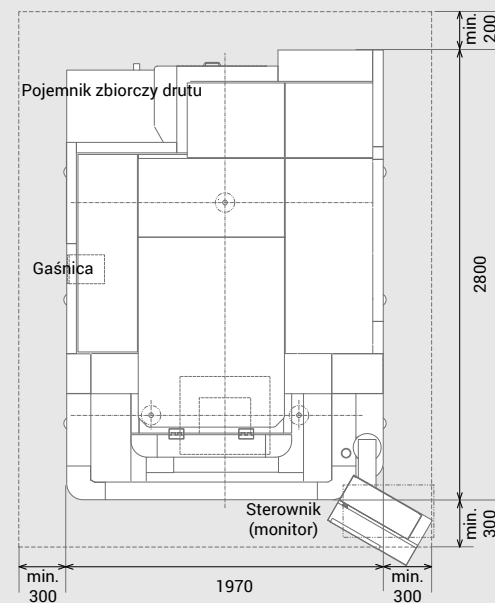 min.
200
Pojemnik zbiorczy drutu
Gaśnica
2800
Sterownik
(monitor)
min.
300
min.
300
1970
min.
300